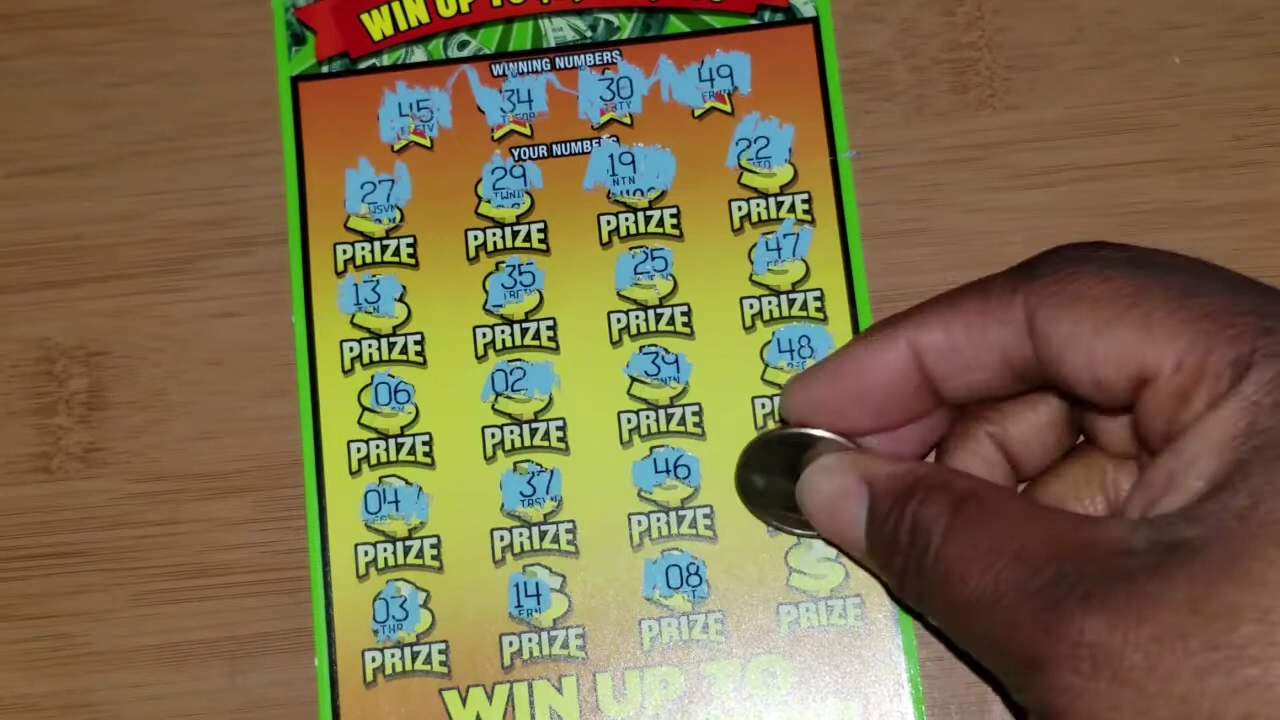 WIN UP TO
WINNING NUMBERS
45 34 30 49
YOUR NUMBERS
27 29 19 22
PRIZE PRIZE PRIZE PRIZE
13 35 25 47
PRIZE PRIZE PRIZE PRIZE
06 02 39 48
PRIZE PRIZE PRIZE
04 37 46
PRIZE PRIZE PRIZE
03 14 08 $
THR
PRIZE PRIZE PRIZE PRIZE
WIN UP TO